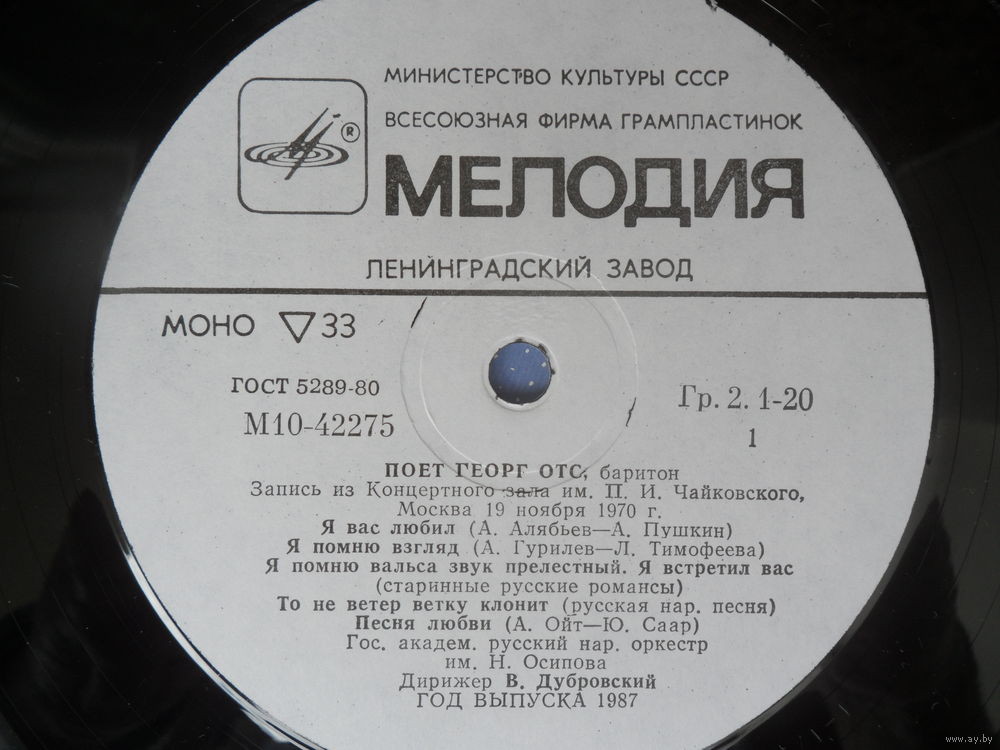 МИНИСТЕРСТВО КУЛЬТУРЫ СССР
ВСЕСОЮЗНАЯ ФИРМА ГРАМПЛАСТИНОК
®
МЕЛОДИЯ
ЛЕНИНГРАДСКИЙ ЗАВОД
МОНО ▽ 33
ГОСТ 5289-80
М10-42275
Гр. 2. 1-20
1
ПОЕТ ГЕОРГ ОТС, баритон
Запись из Концертного зала им. П. И. Чайковского,
Москва 19 ноября 1970 г.
Я вас любил (А. Алябьев—А. Пушкин)
Я помню взгляд (А. Гурилев—Л. Тимофеева)
Я помню вальса звук прелестный. Я встретил вас
(старинные русские романсы)
То не ветер ветку клонит (русская нар. песня)
Песня любви (А. Ойт—Ю. Саар)
Гос. академ. русский нар. оркестр
им. Н. Осипова
Дирижер В. Дубровский
ГОД ВЫПУСКА 1987
www.ay.by